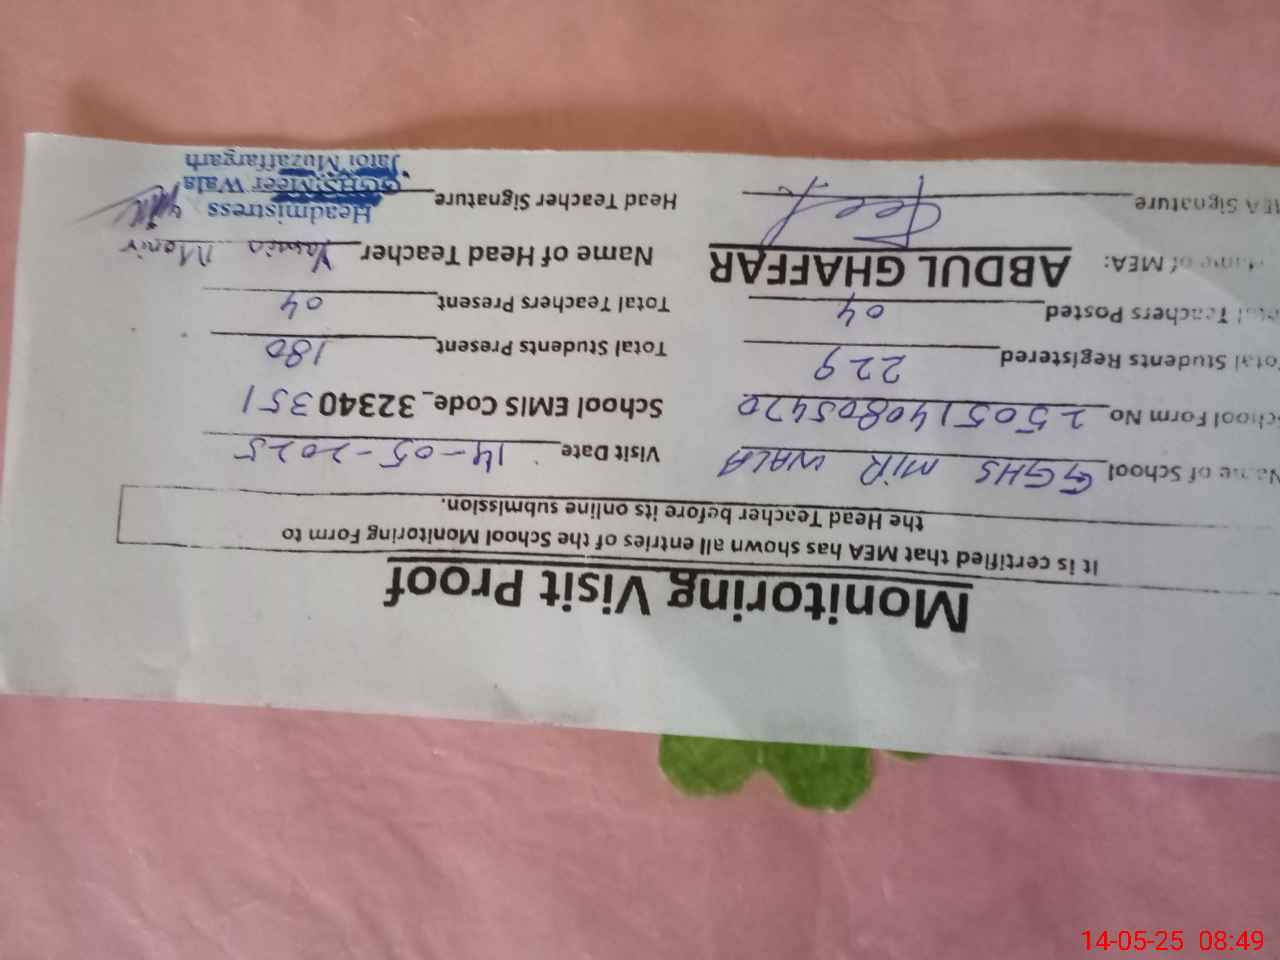 Monitoring Visit Proof
It is certified that MEA has shown all entries of the School Monitoring Form to
the Head Teacher before its online submission.
Name of School GGHS MIR WALA Visit Date 14-05-2025
School Form No 2505140805420 School EMIS Code_32340351
Total Students Registered 229 Total Students Present 180
Total Teachers Posted 04 Total Teachers Present 04
Name of MEA: ABDUL GHAFFAR Name of Head Teacher Yasmin Monir
MEA Signature Head Teacher Signature
Headmistress
GGHS Meer Wala
Jatoi Muzaffargarh
14-05-25 08:49